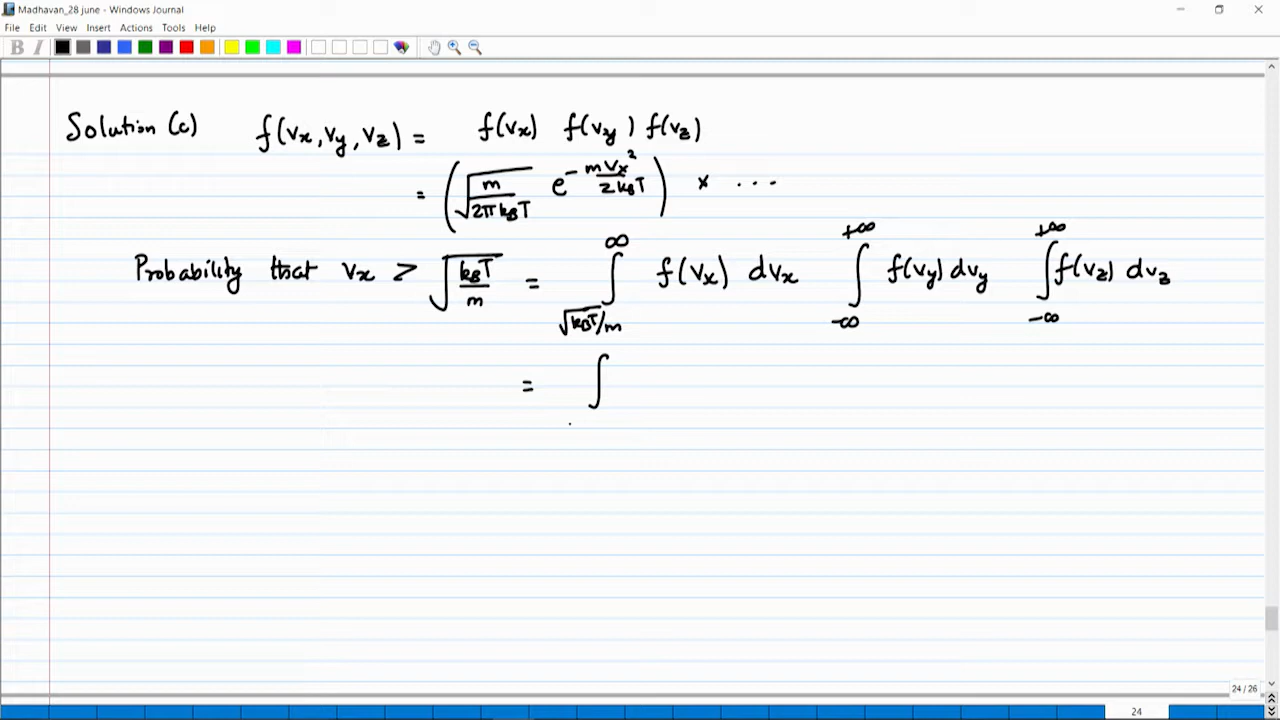 Madhavan_28 june - Windows Journal
File Edit View Insert Actions Tools Help
B I
Solution (c) f(vx, vy, vz) = f(vx) f(vy) f(vz)
= (√(m/2πkBT) e^(-mvx²/2kBT)) × ...
Probability that vx > √(kBT/m) = ∫_{√kBT/m}^{∞} f(vx) dvx ∫_{-∞}^{+∞} f(vy) dvy ∫_{-∞}^{+∞} f(vz) dvz
= ∫
24 / 26
24